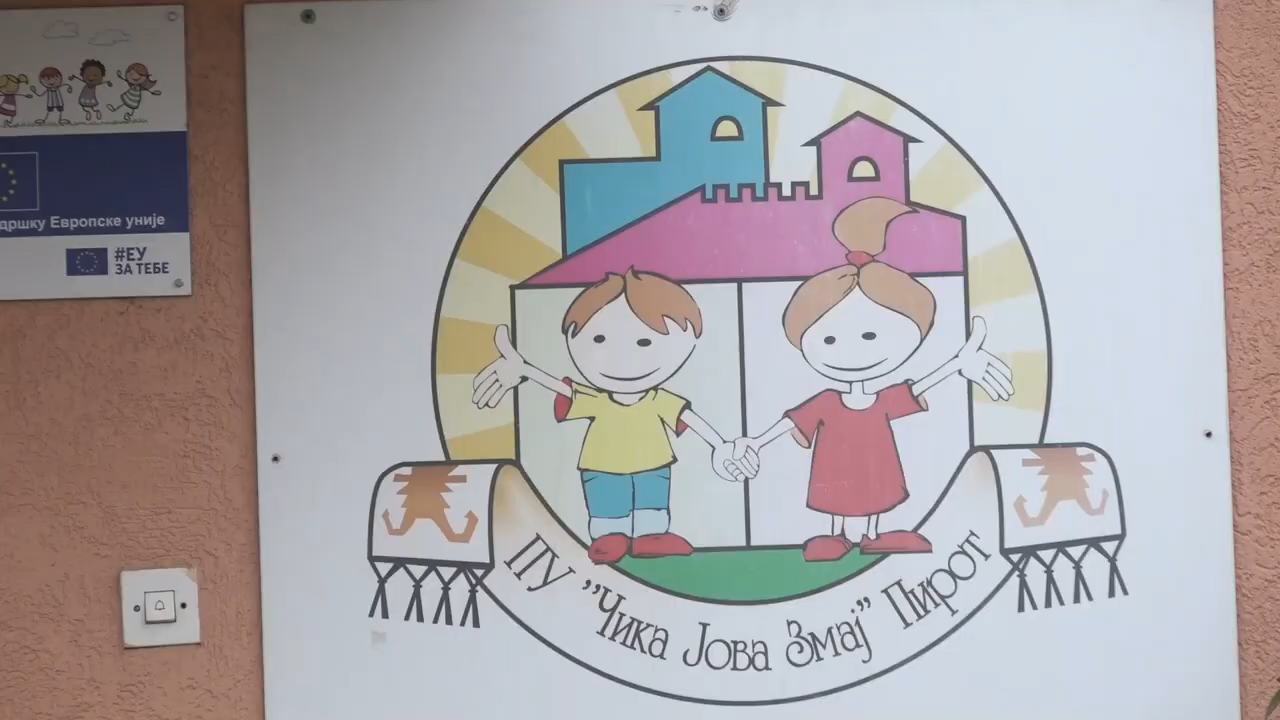 дршку Европске уније
#ЕУ
ЗА ТЕБЕ
ПУ "Чика Јова Змај" Пирот